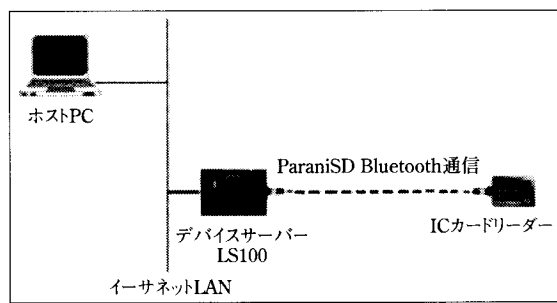 ホストPC
ParaniSD Bluetooth通信
デバイスサーバー
LS100
ICカードリーダー
イーサネットLAN